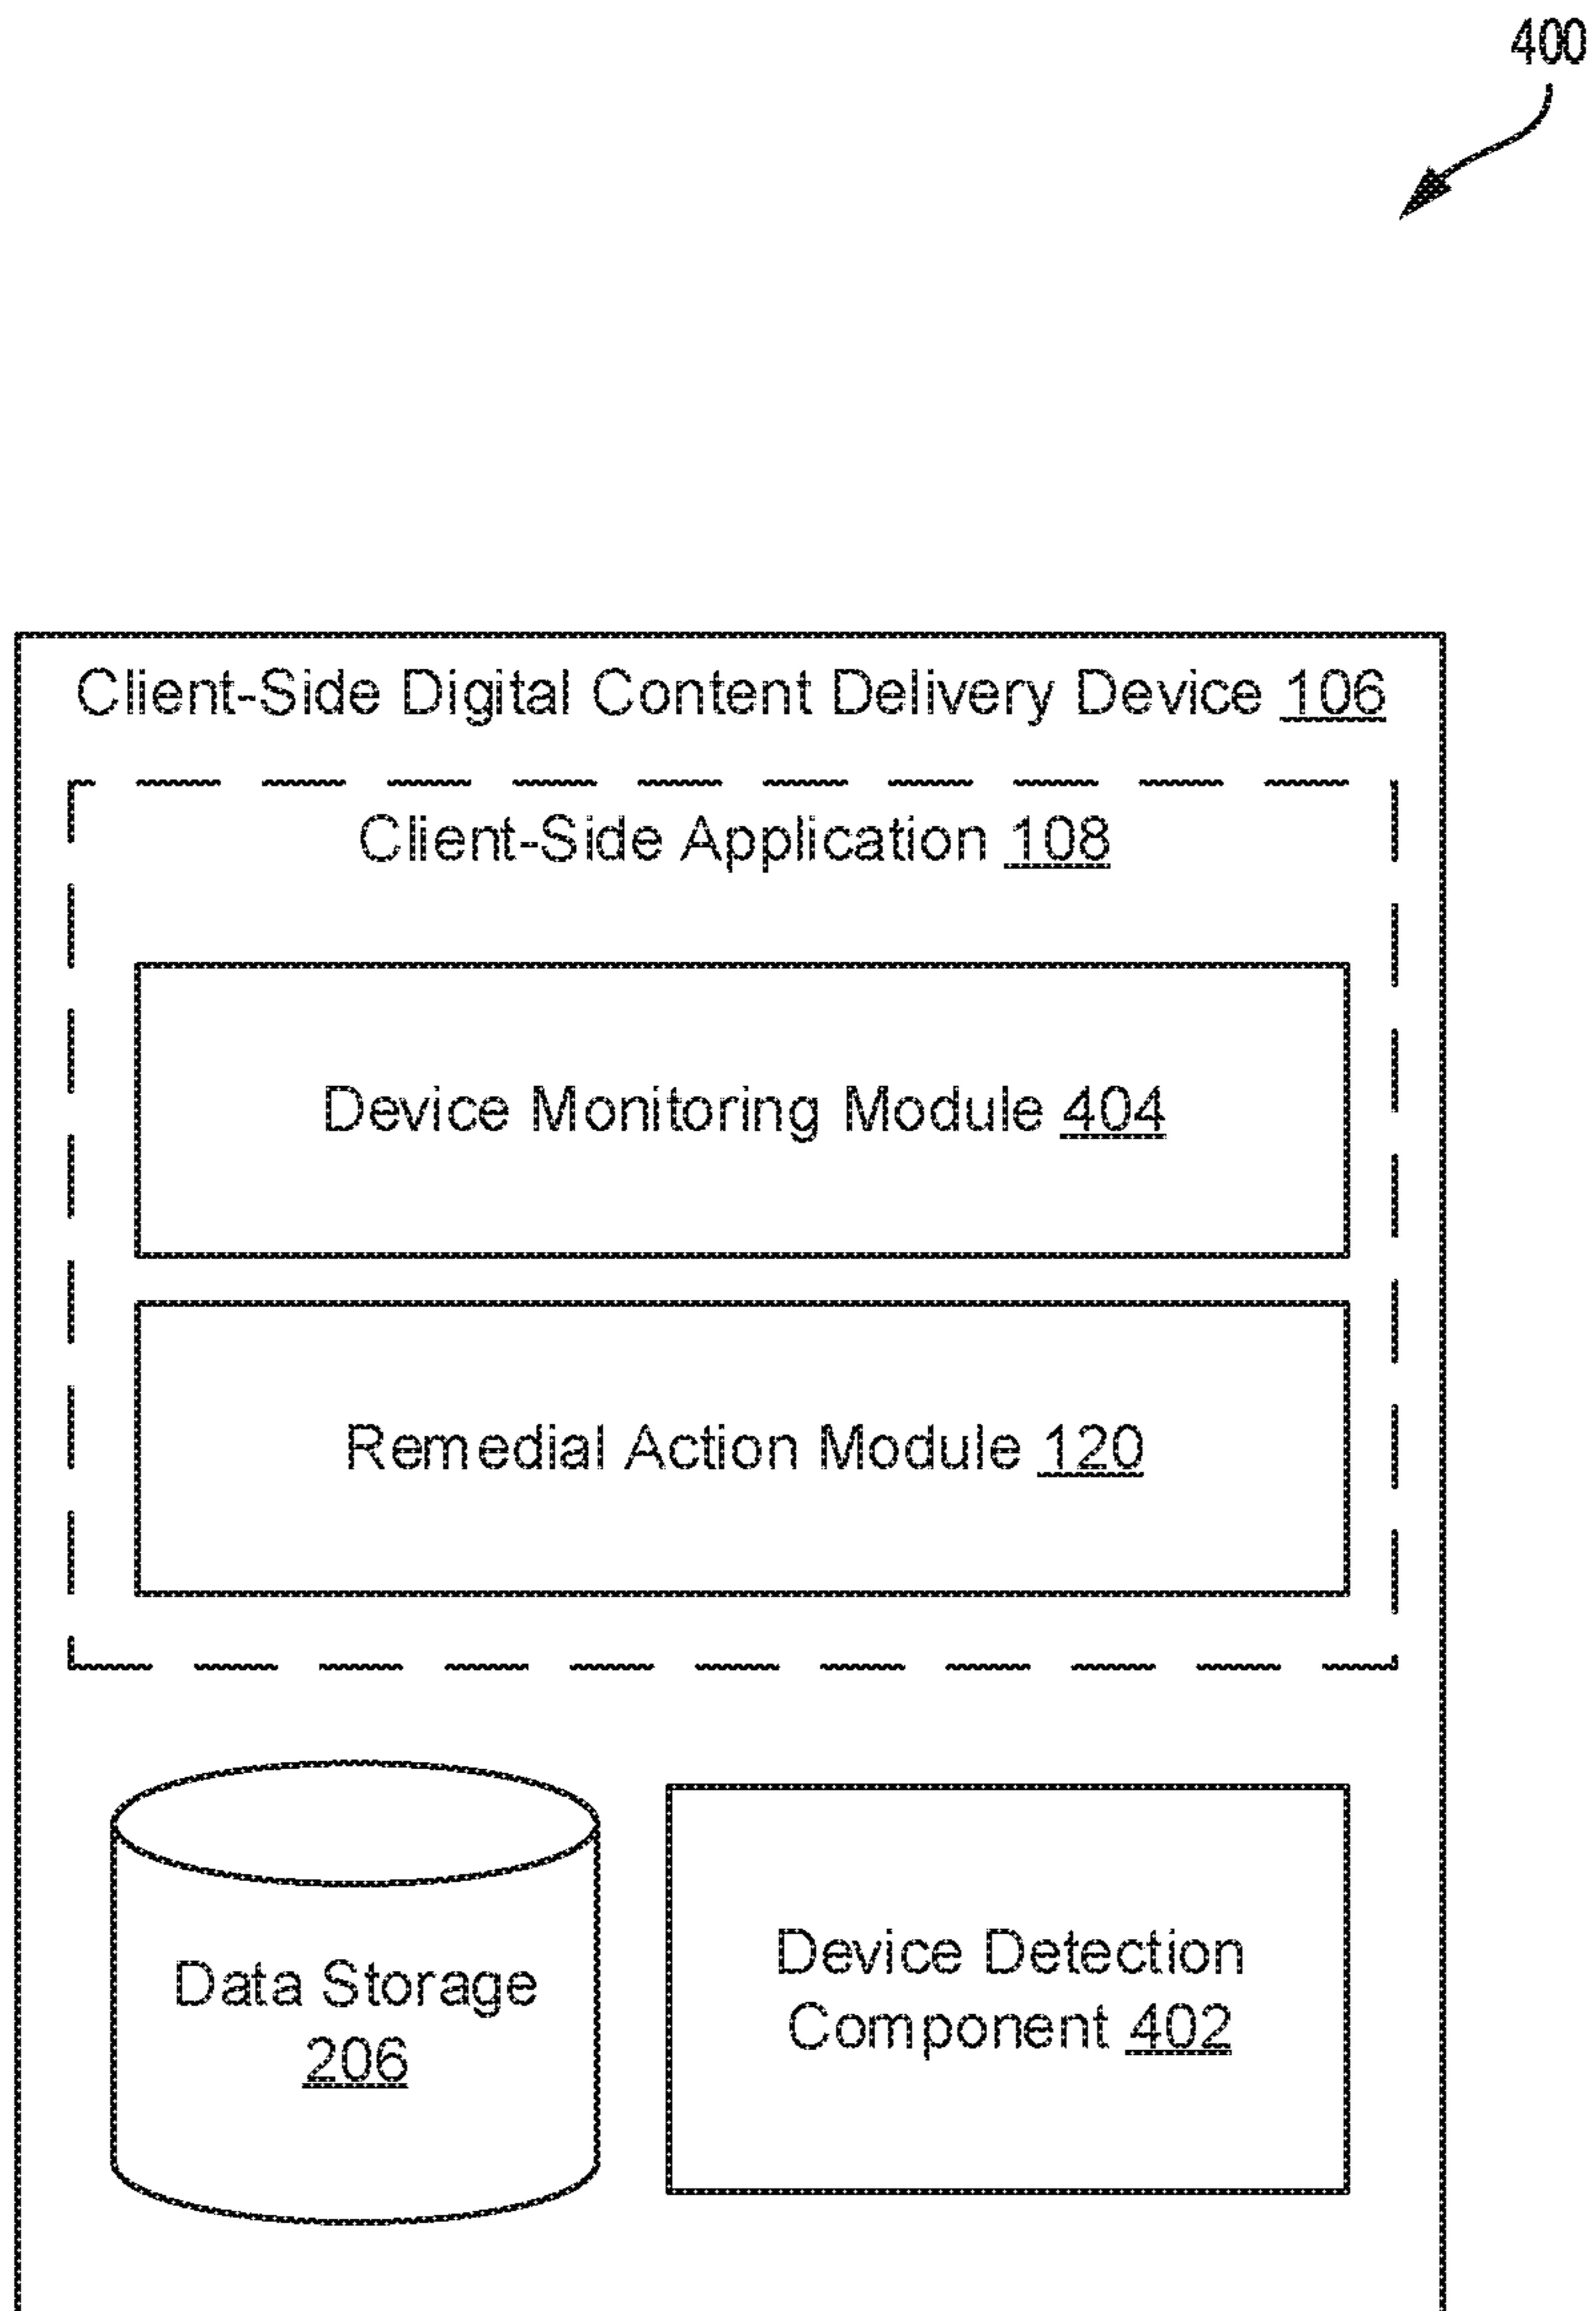 400
Client-Side Digital Content Delivery Device 106
Client-Side Application 108
Device Monitoring Module 404
Remedial Action Module 120
Data Storage
206
Device Detection
Component 402